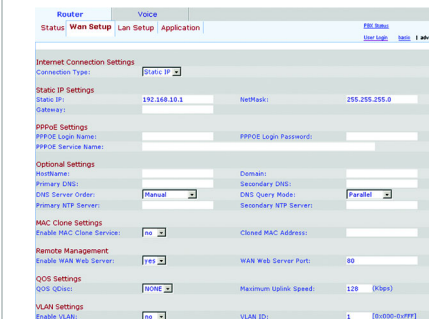 Router Voice
Status Wan Setup Lan Setup Application
PBX Status
User Login basic | adv
Internet Connection Settings
Connection Type: Static IP
Static IP Settings
Static IP: 192.168.10.1 NetMask: 255.255.255.0
Gateway:
PPPoE Settings
PPPOE Login Name: PPPOE Login Password:
PPPOE Service Name:
Optional Settings
HostName: Domain:
Primary DNS: Secondary DNS:
DNS Server Order: Manual DNS Query Mode: Parallel
Primary NTP Server: Secondary NTP Server:
MAC Clone Settings
Enable MAC Clone Service: no Cloned MAC Address:
Remote Management
Enable WAN Web Server: yes WAN Web Server Port: 80
QOS Settings
QOS QDisc: NONE Maximum Uplink Speed: 128 (Kbps)
VLAN Settings
Enable VLAN: no VLAN ID: 1 [0x000-0xFFF]